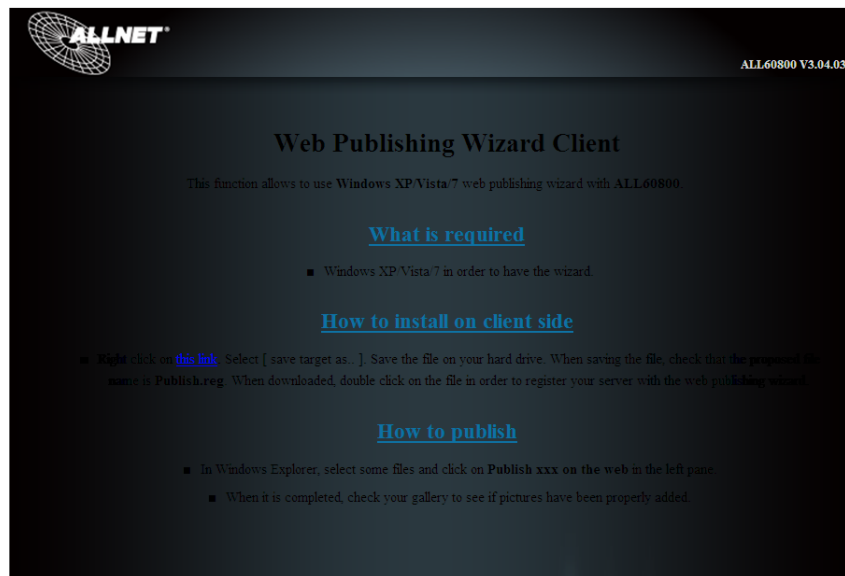 ALLNET
ALL60800 V3.04.03
Web Publishing Wizard Client
This function allows to use Windows XP/Vista/7 web publishing wizard with ALL60800.
What is required
Windows XP/Vista/7 in order to have the wizard.
How to install on client side
Right click on this link. Select [ save target as.. ]. Save the file on your hard drive. When saving the file, check that the proposed file
name is Publish.reg. When downloaded, double click on the file in order to register your server with the web publishing wizard.
How to publish
In Windows Explorer, select some files and click on Publish xxx on the web in the left pane.
When it is completed, check your gallery to see if pictures have been properly added.